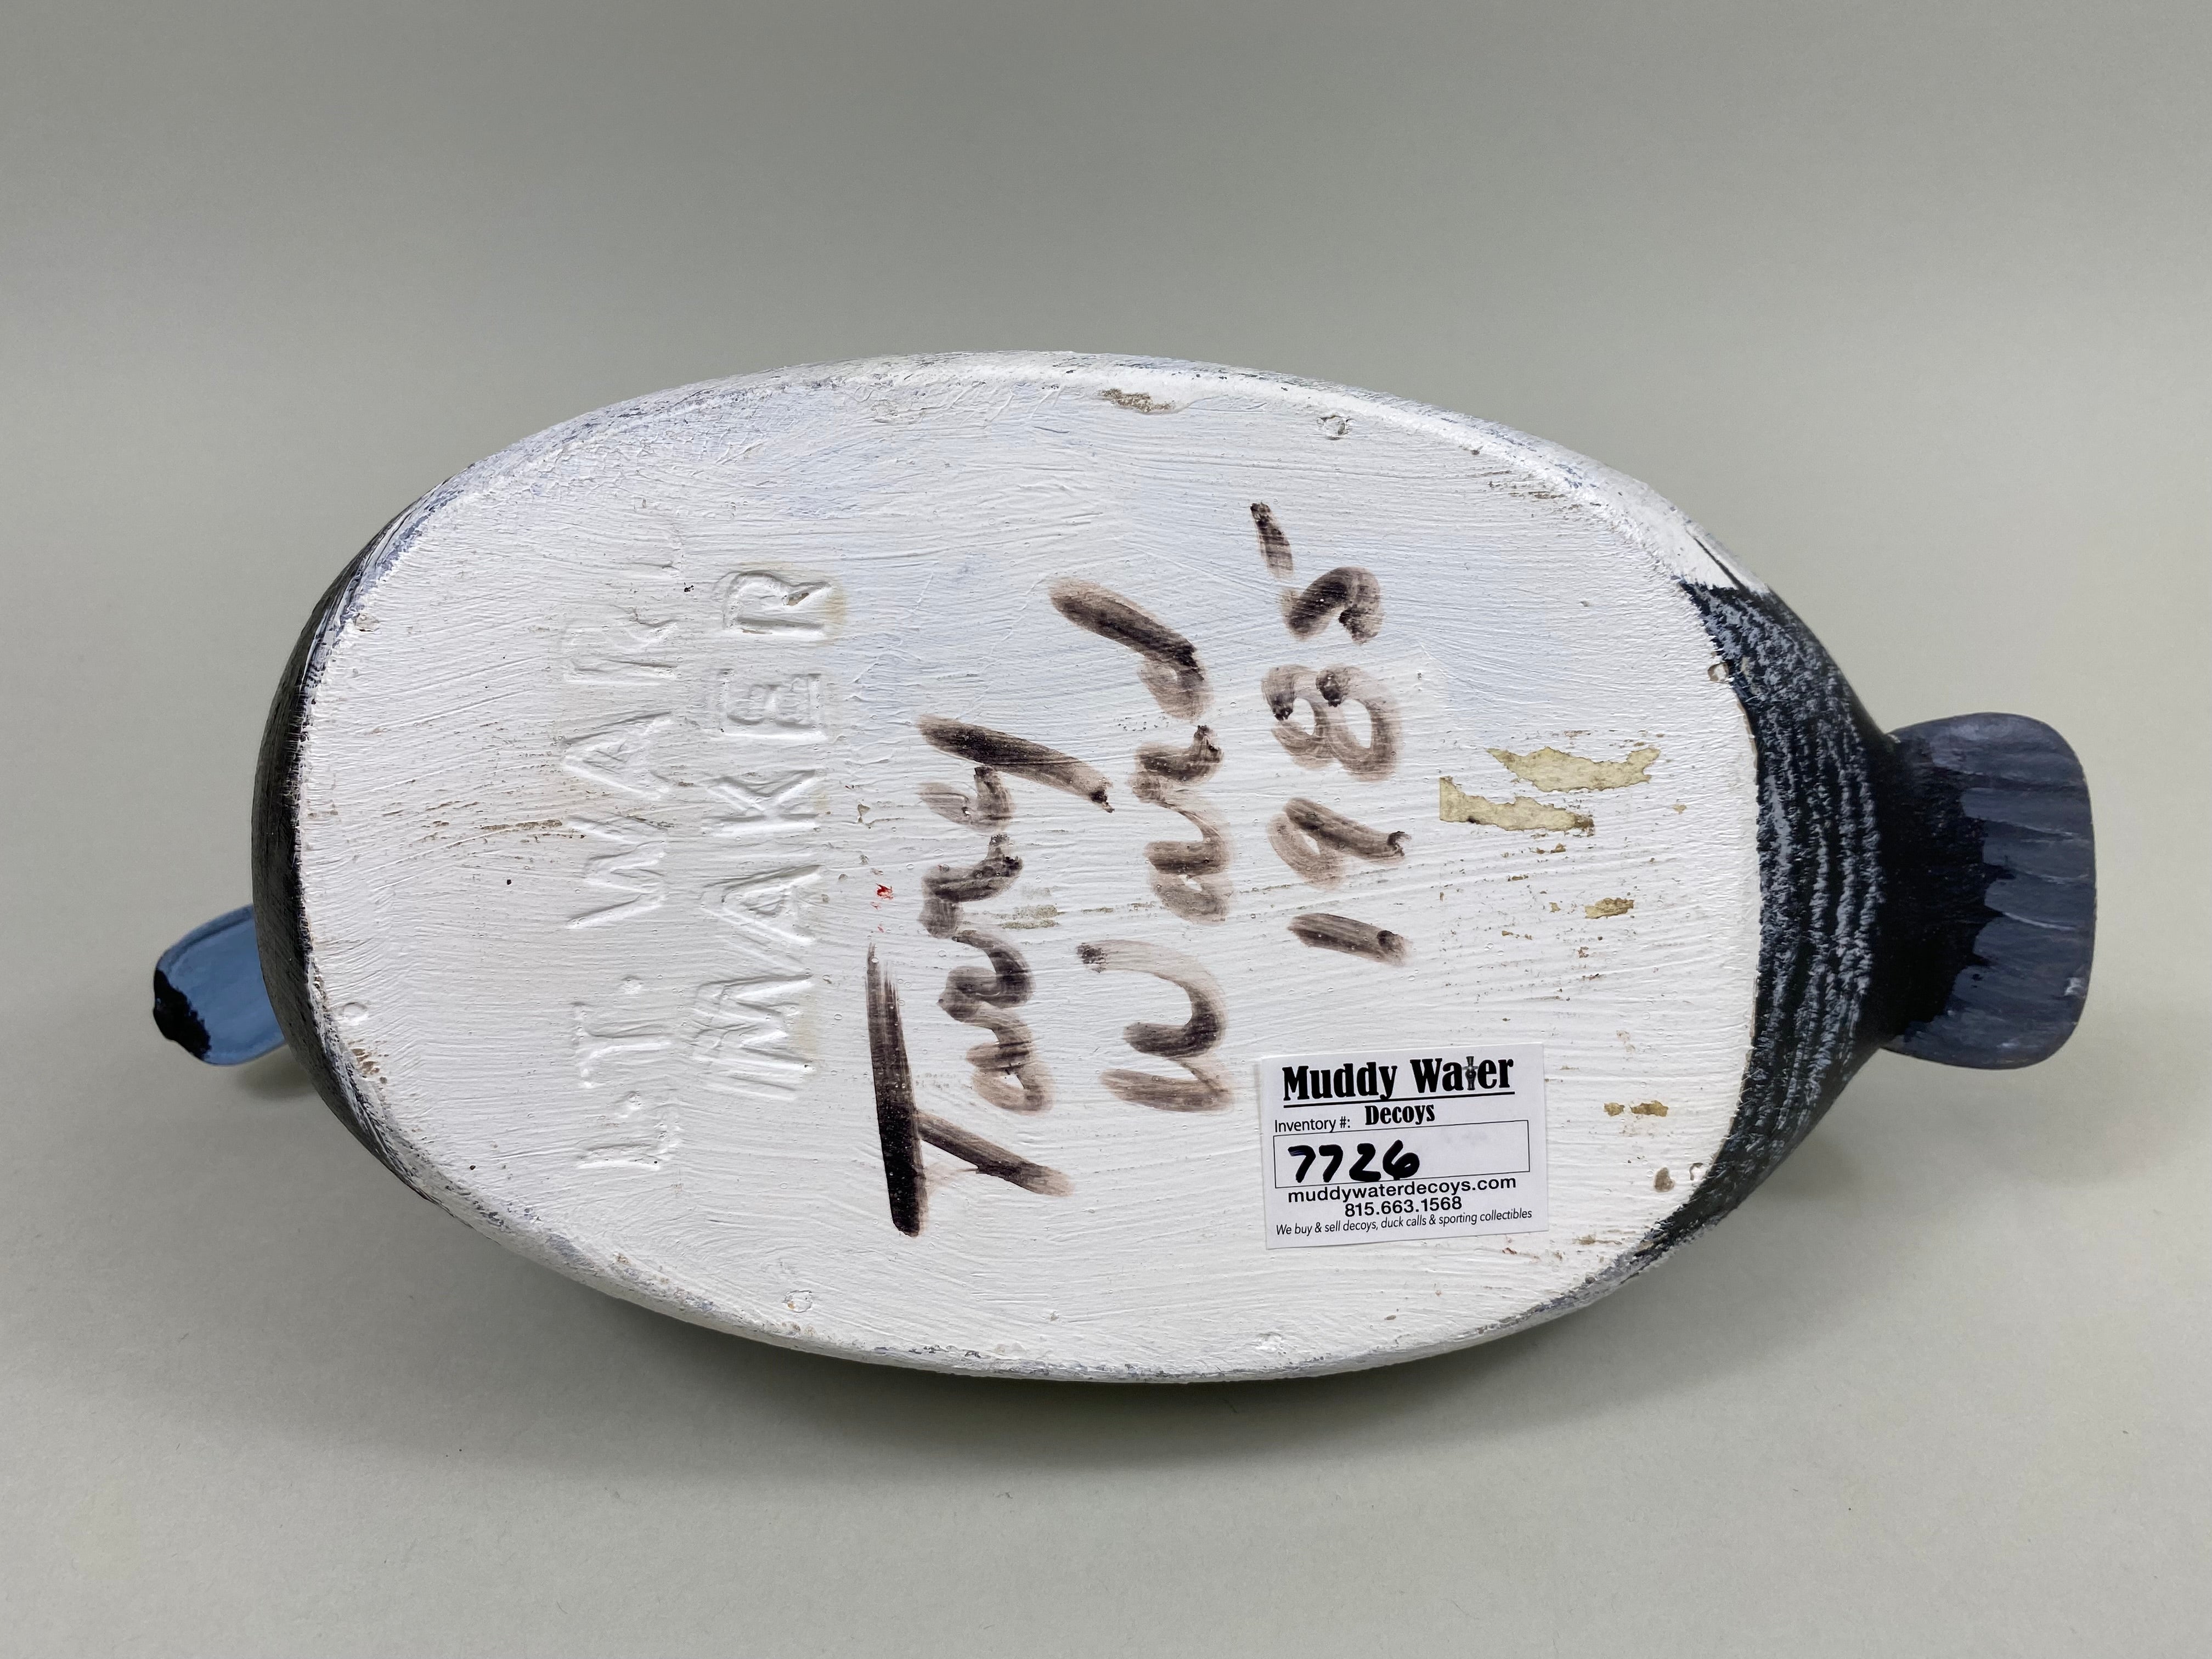 L.T. WARD
MAKER
Ward
1985
Muddy Water
Decoys
Inventory #:
7726
muddywaterdecoys.com
815.663.1568
We buy & sell decoys, duck calls & sporting collectibles